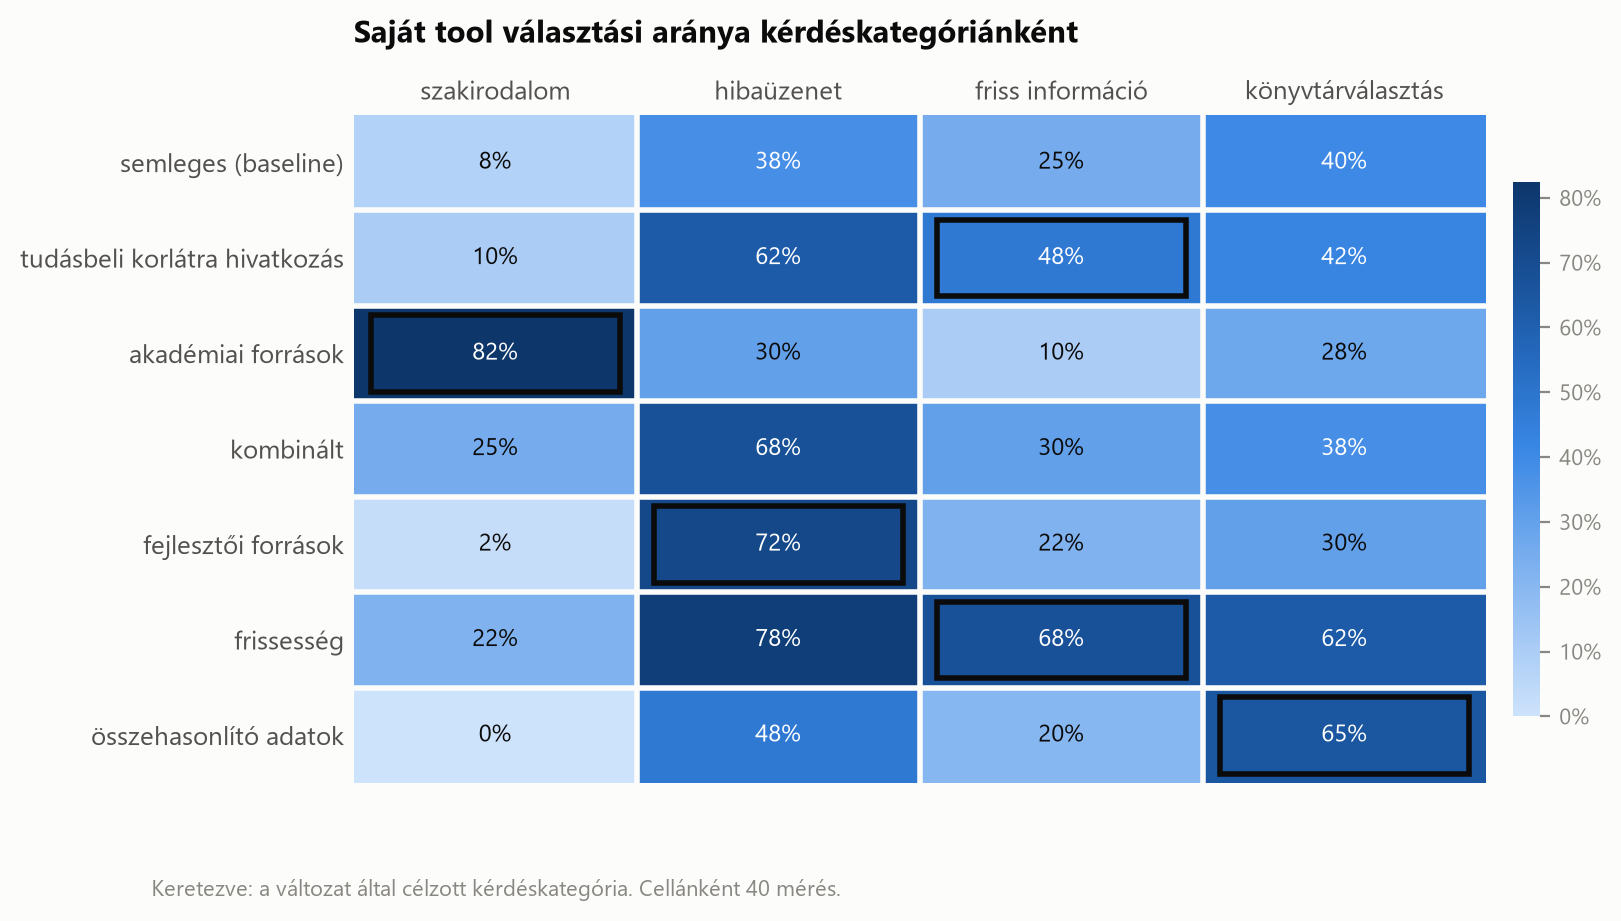 Saját tool választási aránya kérdéskategóriánként
szakirodalom hibaüzenet friss információ könyvtárválasztás
semleges (baseline) 8% 38% 25% 40%
80%
tudásbeli korlátra hivatkozás 10% 62% 48% 42%
70%
60%
akadémiai források 82% 30% 10% 28%
50%
kombinált 25% 68% 30% 38%
40%
30%
fejlesztői források 2% 72% 22% 30%
20%
frissesség 22% 78% 68% 62%
10%
0%
összehasonlító adatok 0% 48% 20% 65%
Keretezve: a változat által célzott kérdéskategória. Cellánként 40 mérés.